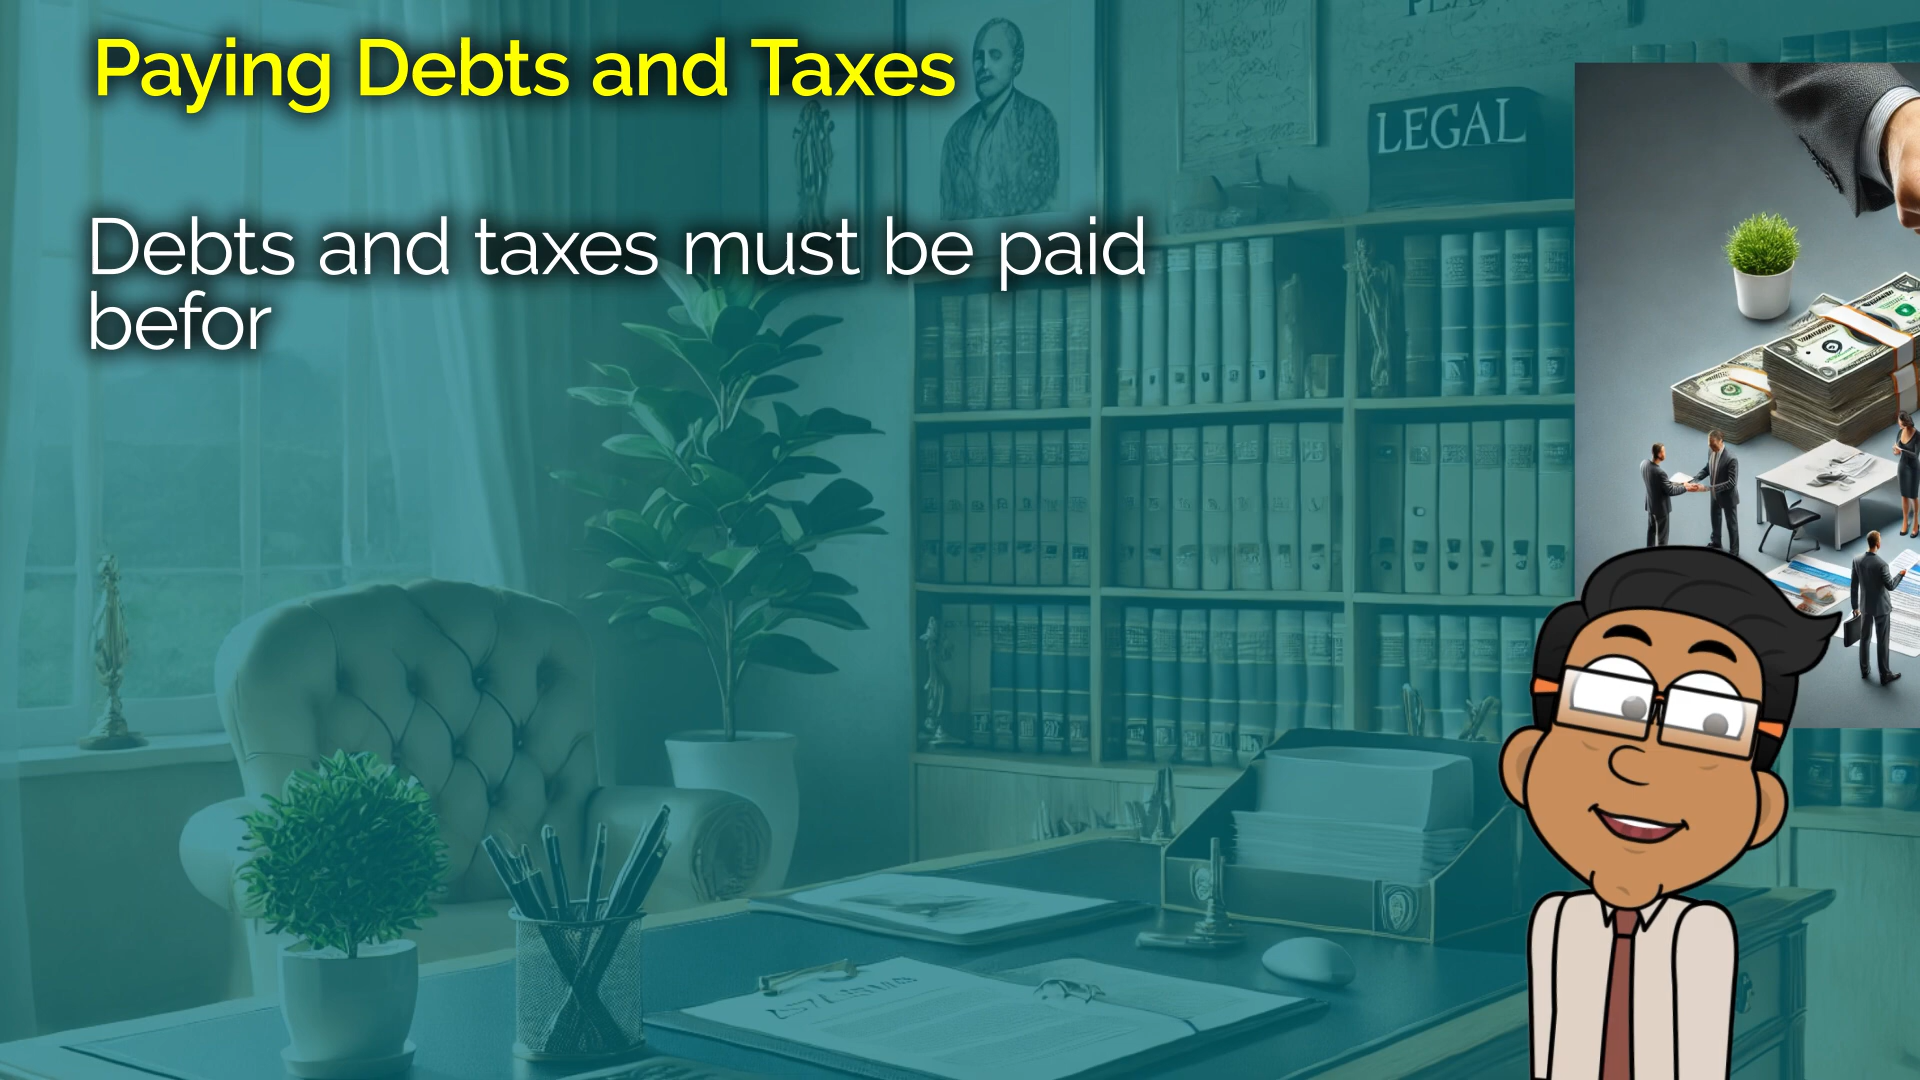 Paying Debts and Taxes
LEGAL
Debts and taxes must be paid
befor